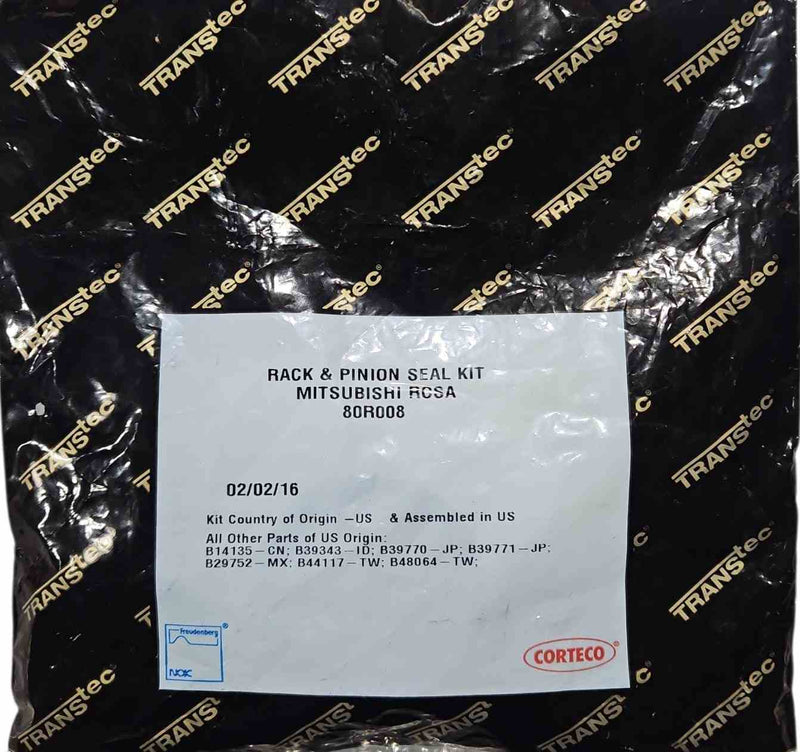 TRANStec®
RACK & PINION SEAL KIT
MITSUBISHI ROSA
80R008
02/02/16
Kit Country of Origin -US & Assembled in US
All Other Parts of US Origin:
B14135-CN; B39343-ID; B39770-JP; B39771-JP;
B29752-MX; B44117-TW; B48064-TW;
Freudenberg ®
NOK
CORTECO®